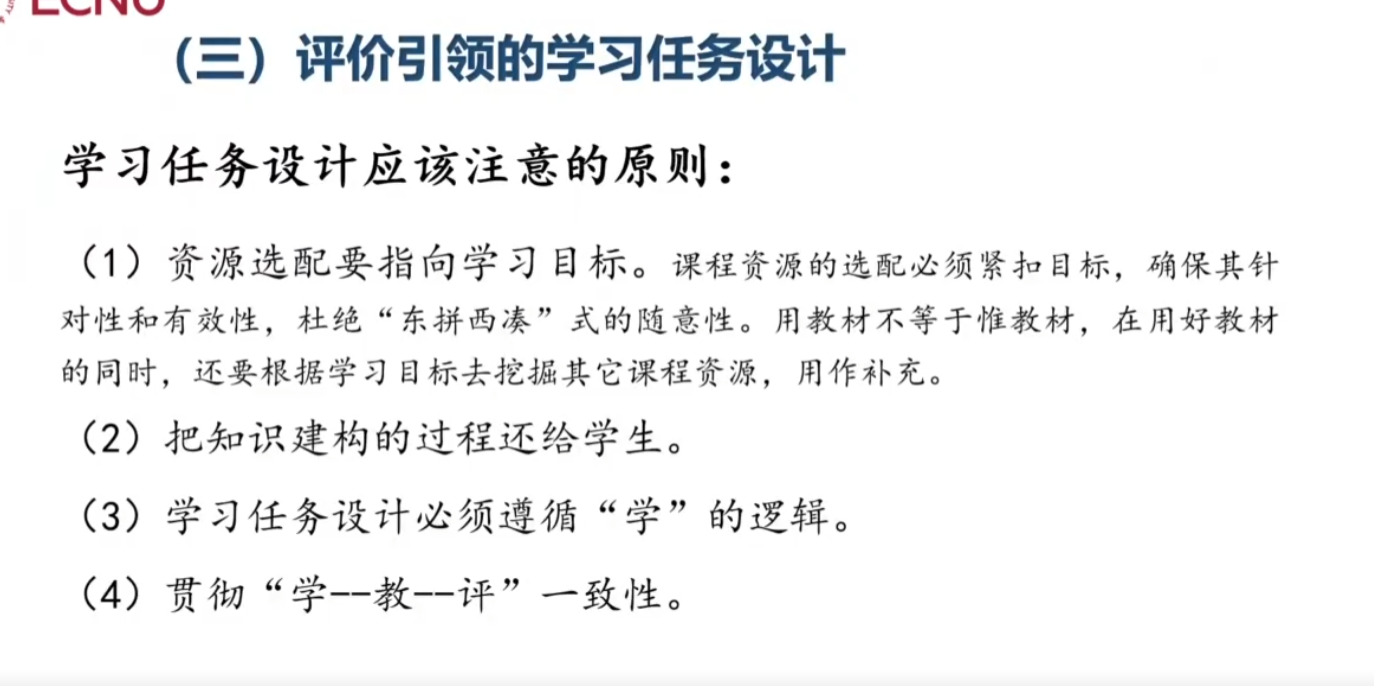 ECNU
（三）评价引领的学习任务设计
学习任务设计应该注意的原则：
（1）资源选配要指向学习目标。课程资源的选配必须紧扣目标，确保其针
对性和有效性，杜绝“东拼西凑”式的随意性。用教材不等于惟教材，在用好教材
的同时，还要根据学习目标去挖掘其它课程资源，用作补充。
（2）把知识建构的过程还给学生。
（3）学习任务设计必须遵循“学”的逻辑。
（4）贯彻“学--教--评”一致性。